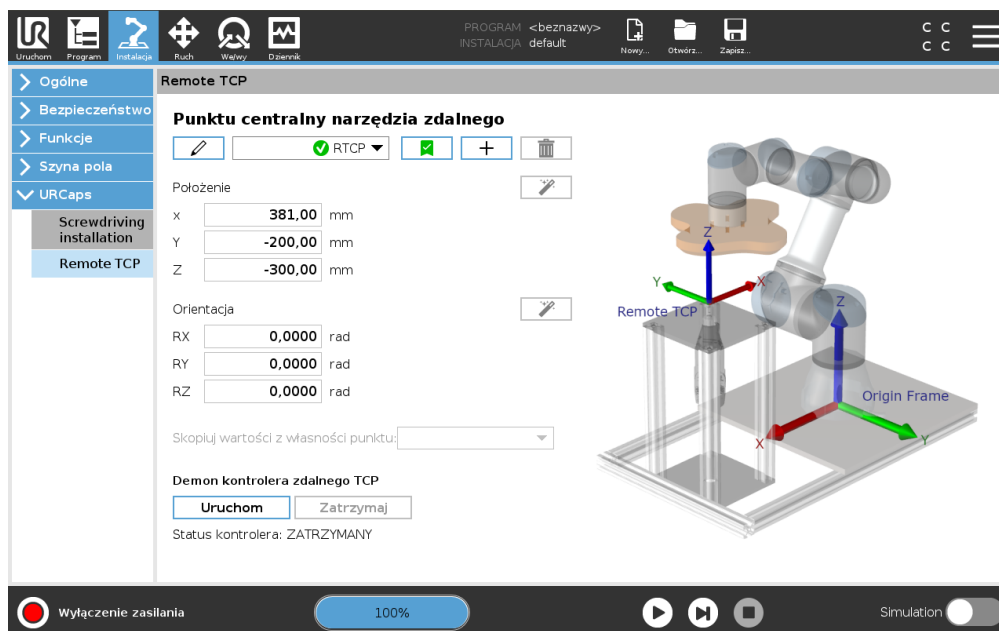 UR
PROGRAM <beznazwy>
INSTALACJA default
C C
C C
Uruchom Program Instalacja Ruch We/wy Dziennik Nowy... Otwórz... Zapisz...
Ogólne
Bezpieczeństwo
Funkcje
Szyna pola
URCaps
Screwdriving
installation
Remote TCP
Remote TCP
Punktu centralny narzędzia zdalnego
RTCP
Położenie
x 381,00 mm
Y -200,00 mm
Z -300,00 mm
Orientacja
RX 0,0000 rad
RY 0,0000 rad
RZ 0,0000 rad
Skopiuj wartości z własności punktu:
Demon kontrolera zdalnego TCP
Uruchom Zatrzymaj
Status kontrolera: ZATRZYMANY
Z
Y X
Remote TCP
Z
Origin Frame
X Y
Wyłączenie zasilania 100% Simulation